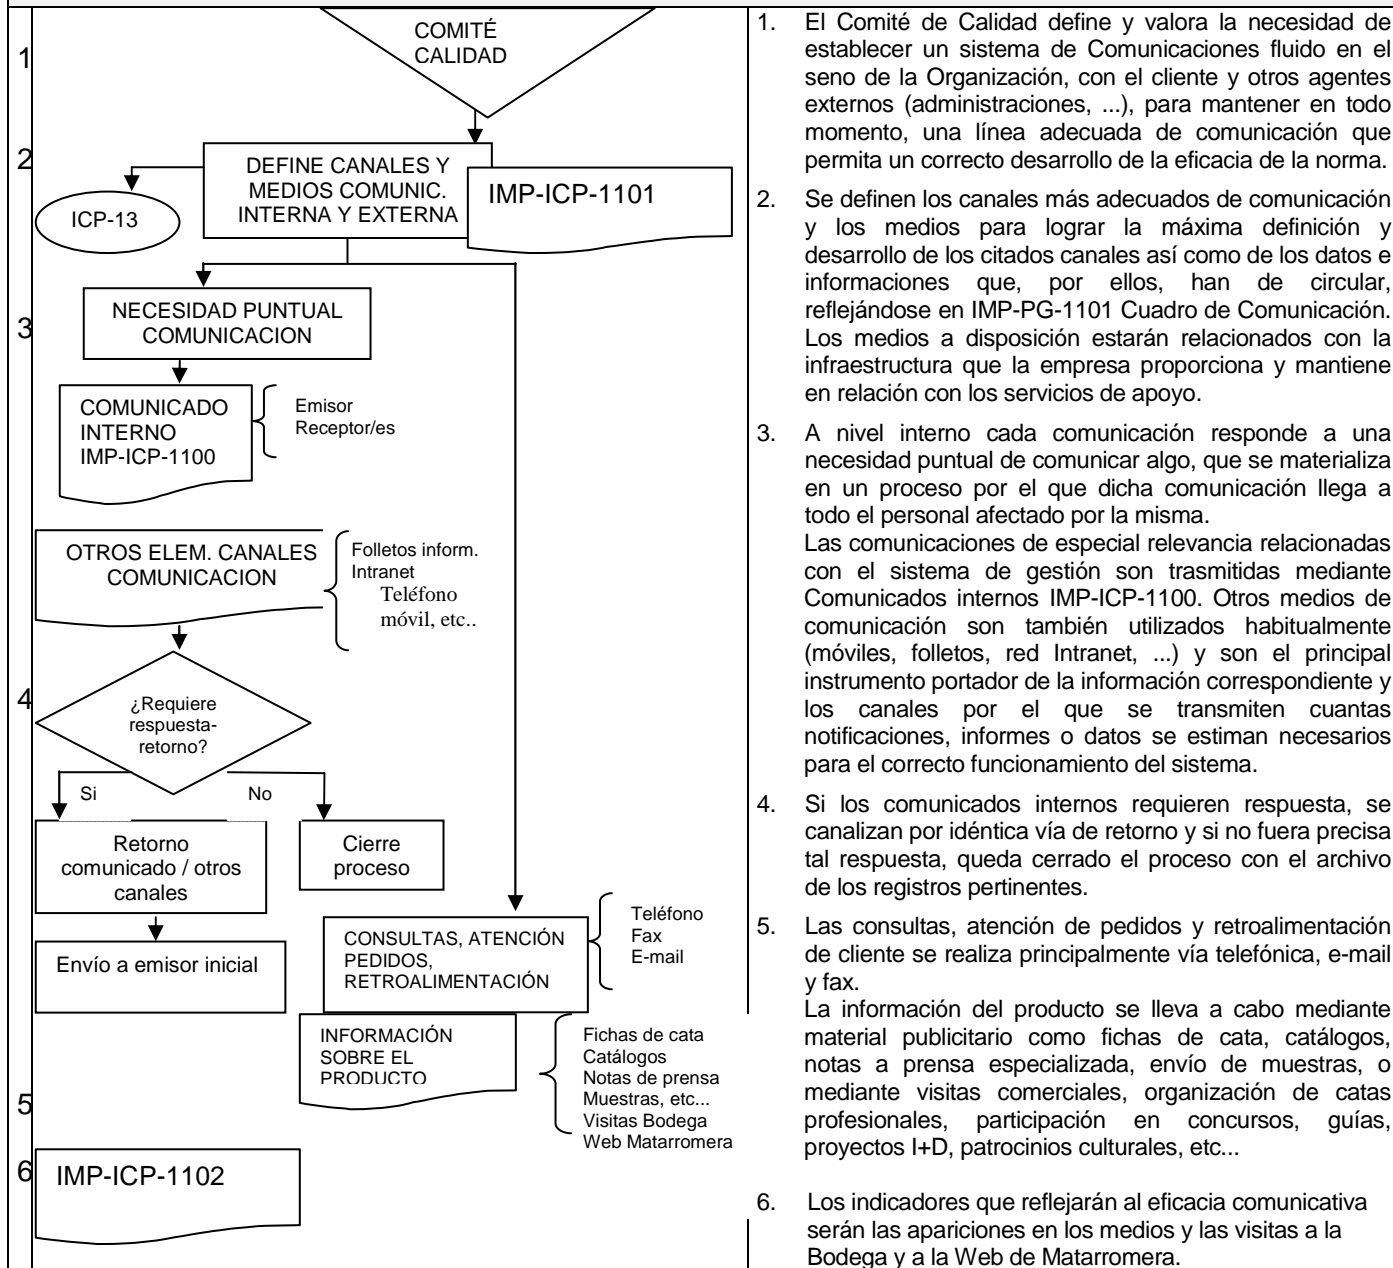 1
COMITÉ
CALIDAD
2
DEFINE CANALES Y
MEDIOS COMUNIC.
INTERNA Y EXTERNA
IMP-ICP-1101
ICP-13
3
NECESIDAD PUNTUAL
COMUNICACION
COMUNICADO
INTERNO
IMP-ICP-1100
Emisor
Receptor/es
OTROS ELEM. CANALES
COMUNICACION
Folletos inform.
Intranet
Teléfono
móvil, etc..
4
¿Requiere
respuesta-
retorno?
Si
No
Retorno
comunicado / otros
canales
Cierre
proceso
Envío a emisor inicial
CONSULTAS, ATENCIÓN
PEDIDOS,
RETROALIMENTACIÓN
Teléfono
Fax
E-mail
INFORMACIÓN
SOBRE EL
PRODUCTO
Fichas de cata
Catálogos
Notas de prensa
Muestras, etc...
Visitas Bodega
Web Matarromera
5
6
IMP-ICP-1102
1. El Comité de Calidad define y valora la necesidad de
establecer un sistema de Comunicaciones fluido en el
seno de la Organización, con el cliente y otros agentes
externos (administraciones, ...), para mantener en todo
momento, una línea adecuada de comunicación que
permita un correcto desarrollo de la eficacia de la norma.
2. Se definen los canales más adecuados de comunicación
y los medios para lograr la máxima definición y
desarrollo de los citados canales así como de los datos e
informaciones que, por ellos, han de circular,
reflejándose en IMP-PG-1101 Cuadro de Comunicación.
Los medios a disposición estarán relacionados con la
infraestructura que la empresa proporciona y mantiene
en relación con los servicios de apoyo.
3. A nivel interno cada comunicación responde a una
necesidad puntual de comunicar algo, que se materializa
en un proceso por el que dicha comunicación llega a
todo el personal afectado por la misma.
Las comunicaciones de especial relevancia relacionadas
con el sistema de gestión son trasmitidas mediante
Comunicados internos IMP-ICP-1100. Otros medios de
comunicación son también utilizados habitualmente
(móviles, folletos, red Intranet, ...) y son el principal
instrumento portador de la información correspondiente y
los canales por el que se transmiten cuantas
notificaciones, informes o datos se estiman necesarios
para el correcto funcionamiento del sistema.
4. Si los comunicados internos requieren respuesta, se
canalizan por idéntica vía de retorno y si no fuera precisa
tal respuesta, queda cerrado el proceso con el archivo
de los registros pertinentes.
5. Las consultas, atención de pedidos y retroalimentación
de cliente se realiza principalmente vía telefónica, e-mail
y fax.
La información del producto se lleva a cabo mediante
material publicitario como fichas de cata, catálogos,
notas a prensa especializada, envío de muestras, o
mediante visitas comerciales, organización de catas
profesionales, participación en concursos, guías,
proyectos I+D, patrocinios culturales, etc...
6. Los indicadores que reflejarán al eficacia comunicativa
serán las apariciones en los medios y las visitas a la
Bodega y a la Web de Matarromera.